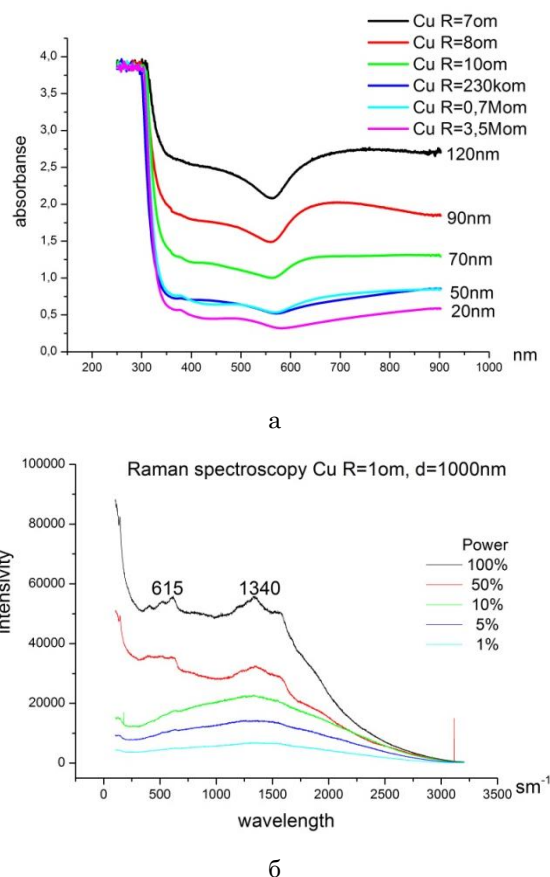 Cu R=7om
Cu R=8om
Cu R=10om
Cu R=230kom
Cu R=0,7Mom
Cu R=3,5Mom
4,0
3,5
3,0
2,5
2,0
1,5
1,0
0,5
0,0
absorbanse
120nm
90nm
70nm
50nm
20nm
200 300 400 500 600 700 800 900 1000 nm
а
Raman spectroscopy Cu R=1om, d=1000nm
100000
80000
60000
40000
20000
0
intensivity
615 1340
Power
100%
50%
10%
5%
1%
0 500 1000 1500 2000 2500 3000 3500 sm-1
wavelength
б